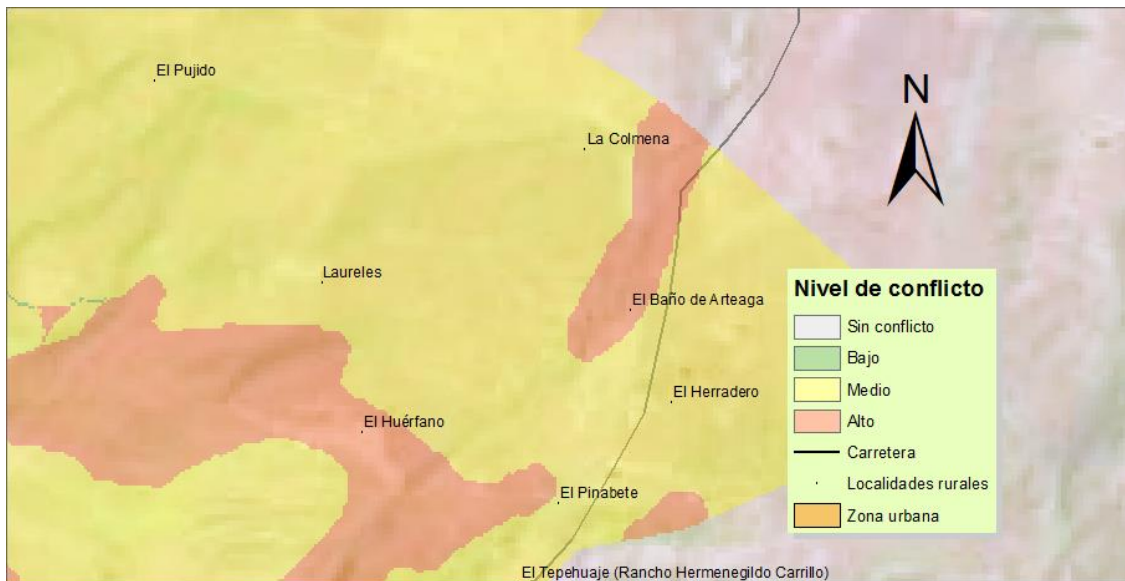 El Pujido
N
La Colmena
Laureles
El Baño de Arteaga
El Herradero
El Huérfano
El Pinabete
El Tepehuaje (Rancho Hermenegildo Carrillo)
Nivel de conflicto
Sin conflicto
Bajo
Medio
Alto
Carretera
Localidades rurales
Zona urbana